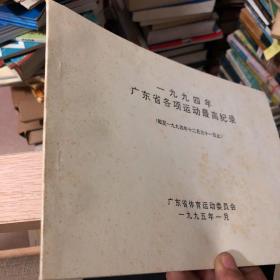 一九九四年
广东省各项运动最高纪录
(截至一九九四年十二月三十一日止)
广东省体育运动委员会
一九九五年一月